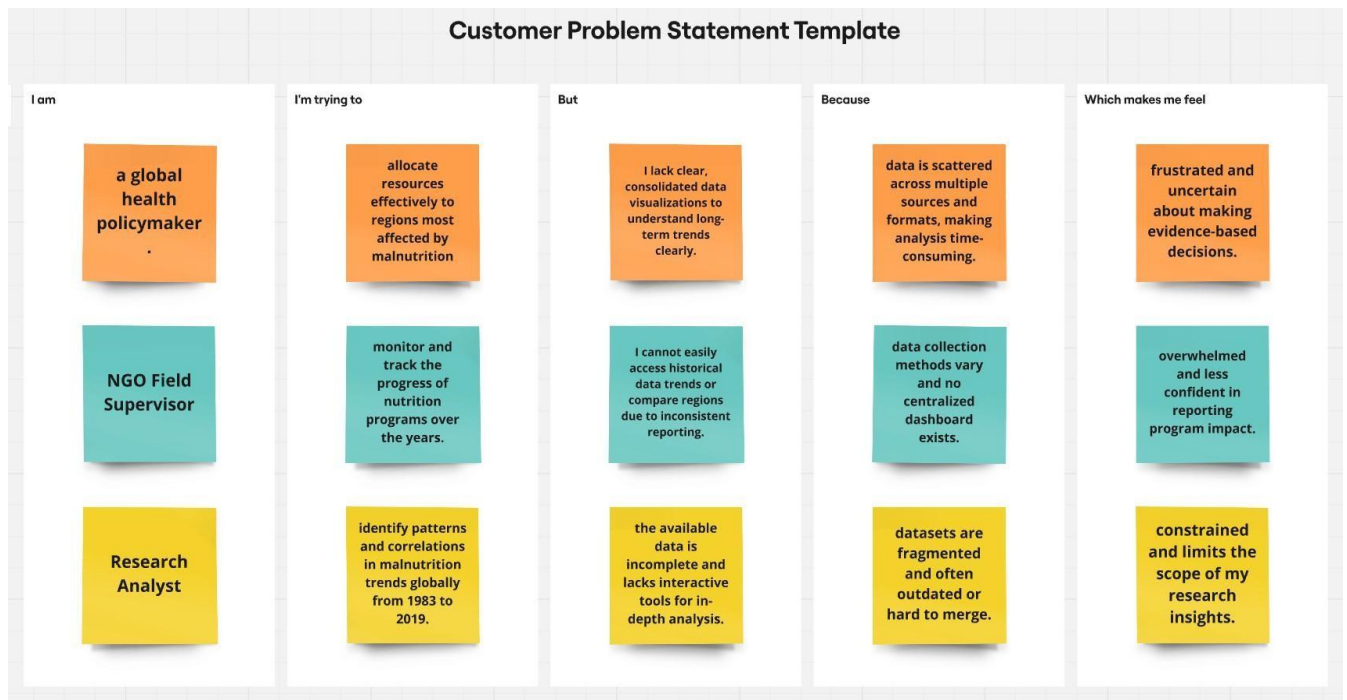 Customer Problem Statement Template
I am
I'm trying to
But
Because
Which makes me feel
a global
health
policymaker
.
allocate
resources
effectively to
regions most
affected by
malnutrition
I lack clear,
consolidated data
visualizations to
understand long-
term trends
clearly.
data is scattered
across multiple
sources and
formats, making
analysis time-
consuming.
frustrated and
uncertain
about making
evidence-based
decisions.
NGO Field
Supervisor
monitor and
track the
progress of
nutrition
programs over
the years.
I cannot easily
access historical
data trends or
compare regions
due to inconsistent
reporting.
data collection
methods vary
and no
centralized
dashboard
exists.
overwhelmed
and less
confident in
reporting
program impact.
Research
Analyst
identify patterns
and correlations
in malnutrition
trends globally
from 1983 to
2019.
the available
data is
incomplete and
lacks interactive
tools for in-
depth analysis.
datasets are
fragmented
and often
outdated or
hard to merge.
constrained
and limits the
scope of my
research
insights.